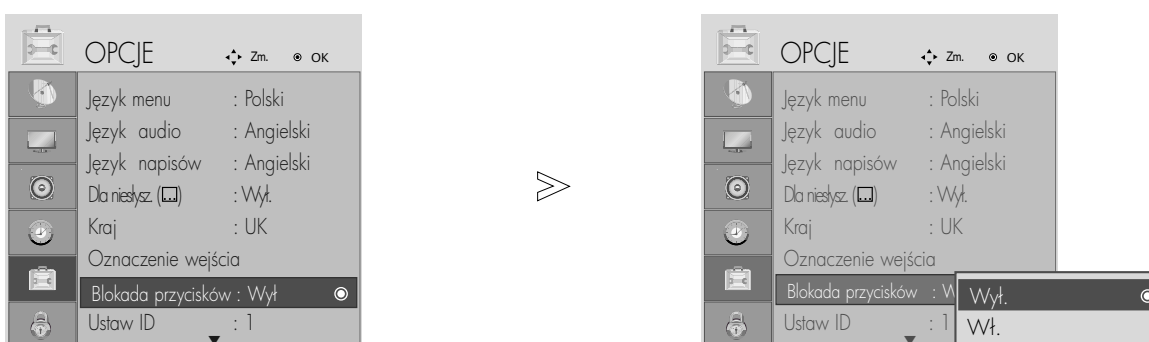 OPCJE Zm. OK
Język menu : Polski
Język audio : Angielski
Język napisów : Angielski
Dla niesłysz. ( ) : Wył.
Kraj : UK
Oznaczenie wejścia
Blokada przycisków : Wył
Ustaw ID : 1
OPCJE Zm. OK
Język menu : Polski
Język audio : Angielski
Język napisów : Angielski
Dla niesłysz. ( ) : Wył.
Kraj : UK
Oznaczenie wejścia
Blokada przycisków : W
Ustaw ID : 1
Wył.
Wł.